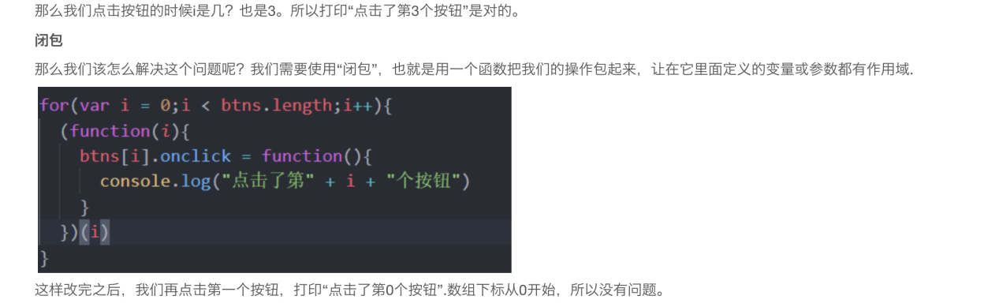 那么我们点击按钮的时候i是几？也是3。所以打印“点击了第3个按钮”是对的。
闭包
那么我们该怎么解决这个问题呢？我们需要使用“闭包”，也就是用一个函数把我们的操作包起来，让在它里面定义的变量或参数都有作用域.
for(var i = 0;i < btns.length;i++){
(function(i){
btns[i].onclick = function(){
console.log("点击了第" + i + "个按钮")
}
})(i)
}
这样改完之后，我们再点击第一个按钮，打印“点击了第0个按钮”.数组下标从0开始，所以没有问题。